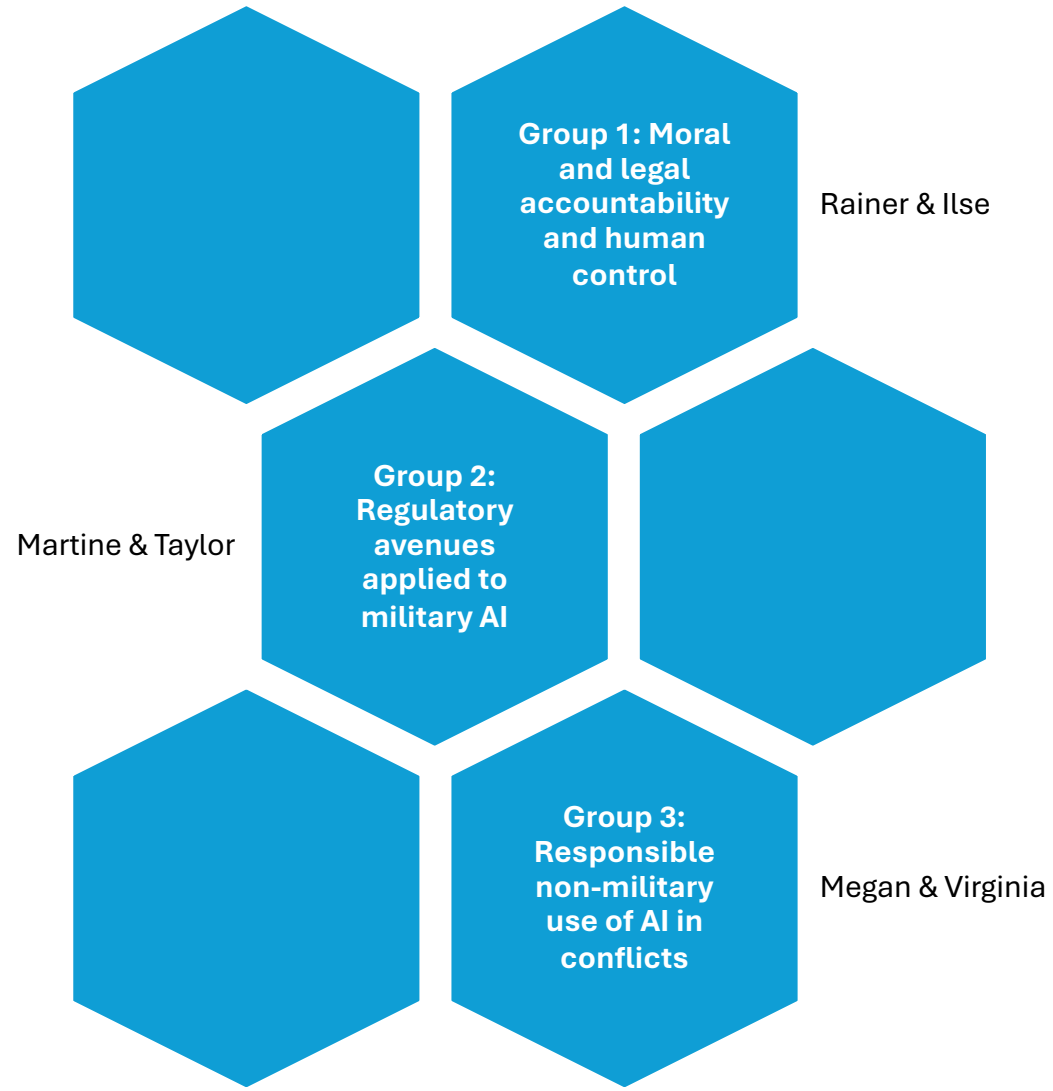 Group 1: Moral
and legal
accountability
and human
control
Rainer & Ilse
Group 2:
Regulatory
avenues
applied to
military AI
Martine & Taylor
Group 3:
Responsible
non-military
use of AI in
conflicts
Megan & Virginia